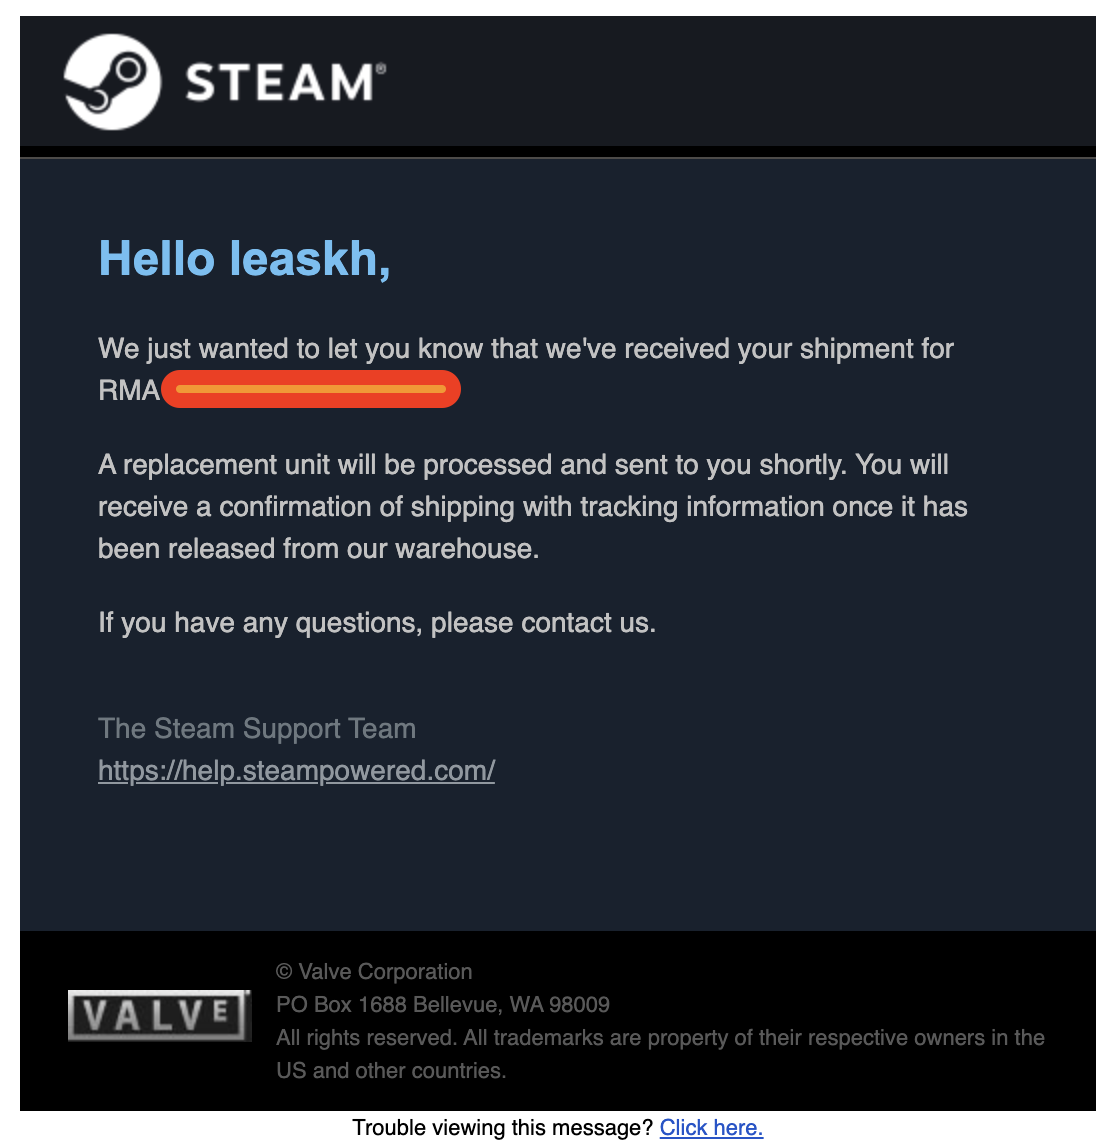 STEAM®
Hello leaskh,
We just wanted to let you know that we've received your shipment for
RMA
A replacement unit will be processed and sent to you shortly. You will
receive a confirmation of shipping with tracking information once it has
been released from our warehouse.
If you have any questions, please contact us.
The Steam Support Team
https://help.steampowered.com/
VALVE
© Valve Corporation
PO Box 1688 Bellevue, WA 98009
All rights reserved. All trademarks are property of their respective owners in the
US and other countries.
Trouble viewing this message? Click here.